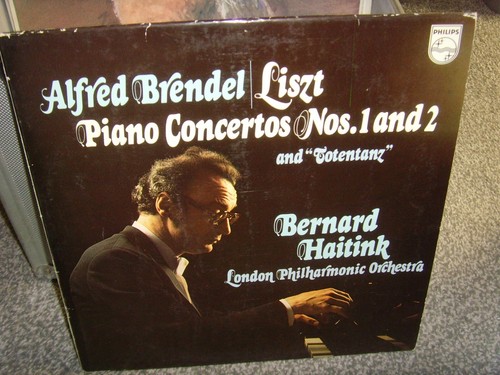 PHILIPS
Alfred Brendel Liszt
Piano Concertos Nos. 1 and 2
and "Totentanz"
Bernard
Haitink
London Philharmonic Orchestra